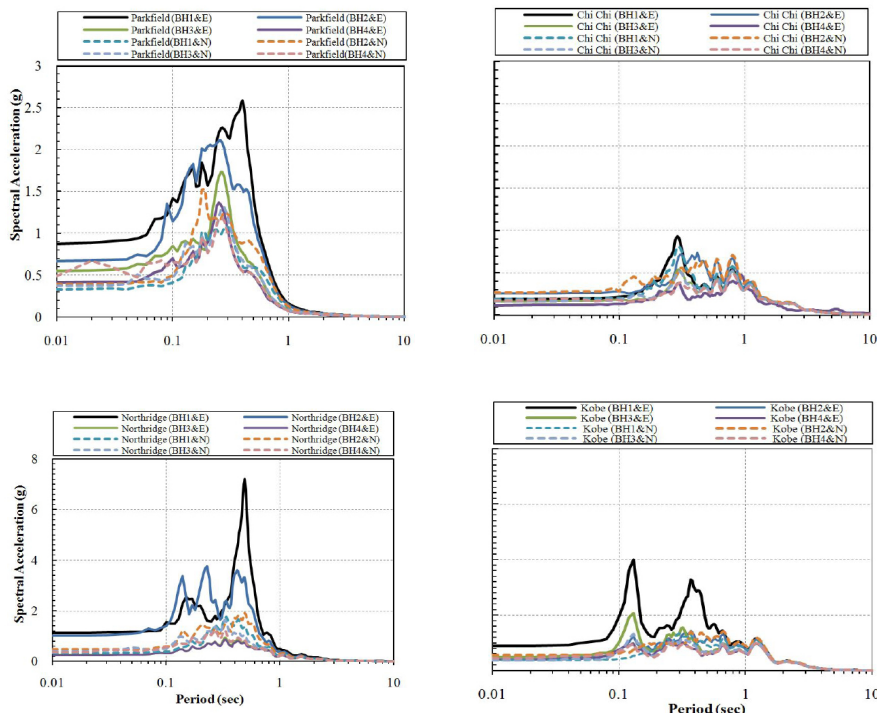 Parkfield (BH1&E) Parkfield (BH2&E)
Parkfield (BH3&E) Parkfield (BH4&E)
Parkfield(BH1&N) Parkfield(BH2&N)
Parkfield(BH3&N) Parkfield(BH4&N)
3
2.5
2
1.5
1
0.5
0
Spectral Acceleration (g)
0.01 0.1 1 10
Chi Chi (BH1&E) Chi Chi (BH2&E)
Chi Chi (BH3&E) Chi Chi (BH4&E)
Chi Chi (BH1&N) Chi Chi (BH2&N)
Chi Chi (BH3&N) Chi Chi (BH4&N)
0.01 0.1 1 10
Northridge (BH1&E) Northridge (BH2&E)
Northridge (BH3&E) Northridge (BH4&E)
Northridge (BH1&N) Northridge (BH2&N)
Northridge (BH3&N) Northridge (BH4&N)
8
6
4
2
0
Spectral Acceleration (g)
0.01 0.1 1 10
Period (sec)
Kobe (BH1&E) Kobe (BH2&E)
Kobe (BH3&E) Kobe (BH4&E)
Kobe (BH1&N) Kobe (BH2&N)
Kobe (BH3&N) Kobe (BH4&N)
0.01 0.1 1 10
Period (sec)